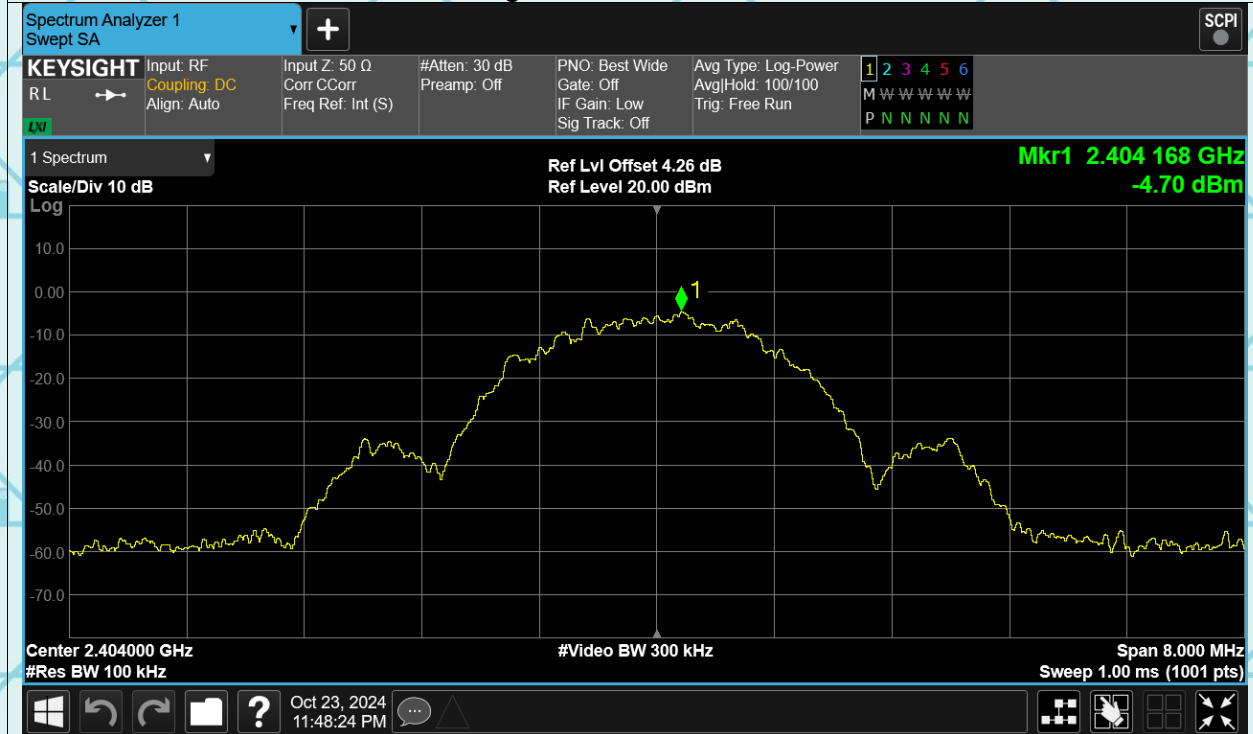 Spectrum Analyzer 1
Swept SA
+
SCPI
KEYSIGHT
R L
LXI
Input: RF
Coupling: DC
Align: Auto
Input Z: 50 Ω
Corr CCorr
Freq Ref: Int (S)
#Atten: 30 dB
Preamp: Off
PNO: Best Wide
Gate: Off
IF Gain: Low
Sig Track: Off
Avg Type: Log-Power
Avg|Hold: 100/100
Trig: Free Run
1 2 3 4 5 6
M W W W W W
P N N N N N
1 Spectrum
Scale/Div 10 dB
Log
Ref Lvl Offset 4.26 dB
Ref Level 20.00 dBm
Mkr1 2.404 168 GHz
-4.70 dBm
10.0
0.00
-10.0
-20.0
-30.0
-40.0
-50.0
-60.0
-70.0
1
Center 2.404000 GHz
#Res BW 100 kHz
#Video BW 300 kHz
Span 8.000 MHz
Sweep 1.00 ms (1001 pts)
?
Oct 23, 2024
11:48:24 PM